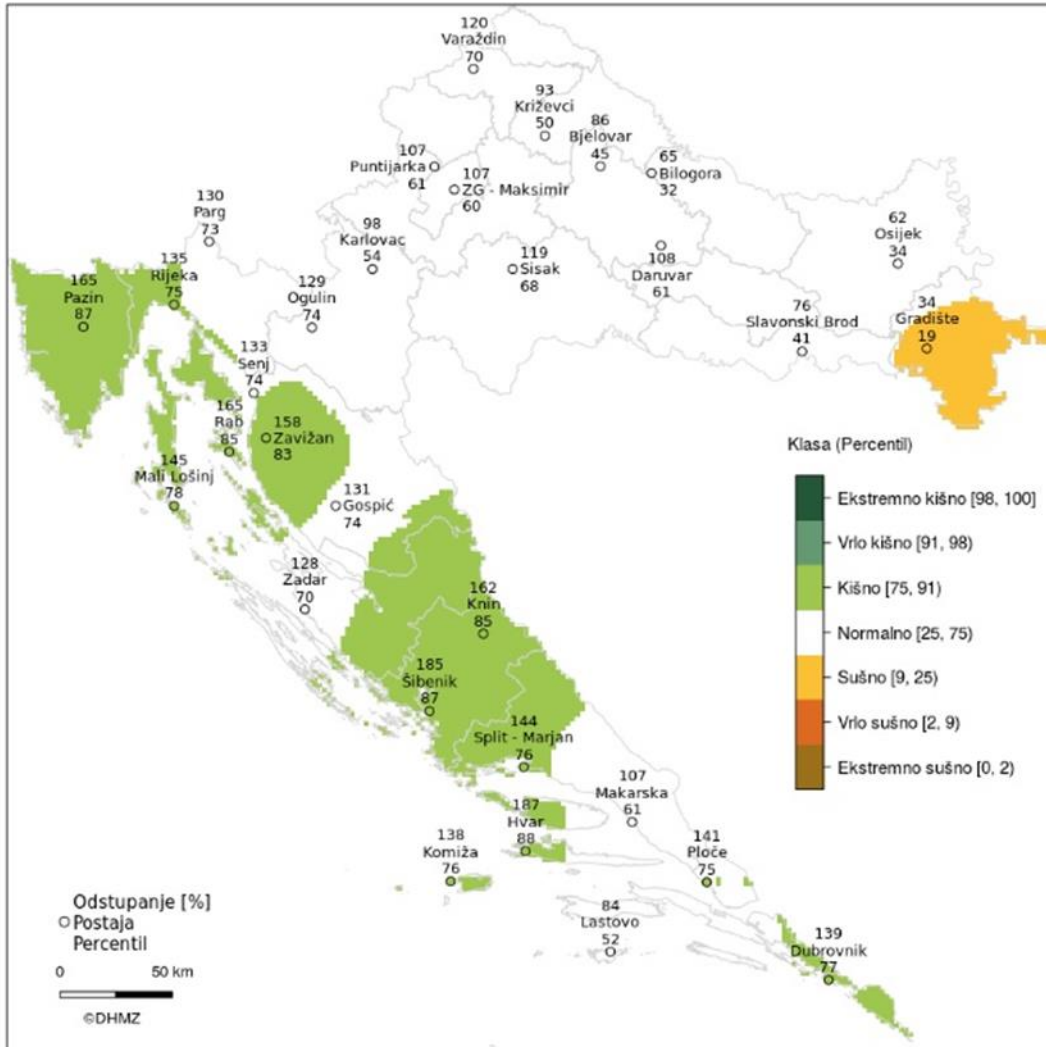 120
Varaždin
70
93
Križevci
50
86
Bjelovar
45
107
Puntijarka
61
107
ZG - Maksimir
60
65
Bilogora
32
130
Parg
73
98
Karlovac
54
119
Sisak
68
108
Daruvar
61
62
Osijek
34
165
Pazin
87
135
Rijeka
75
129
Ogulin
74
76
Slavonski Brod
41
34
Gradište
19
133
Senj
74
165
Rab
85
158
Zavižan
83
145
Mali Lošinj
78
131
Gospić
74
128
Zadar
70
162
Knin
85
185
Šibenik
87
144
Split - Marjan
76
107
Makarska
61
187
Hvar
88
138
Komiža
76
141
Ploče
75
84
Lastovo
52
139
Dubrovnik
77
Klasa (Percentil)
Ekstremno kišno [98, 100]
Vrlo kišno [91, 98)
Kišno [75, 91)
Normalno [25, 75)
Sušno [9, 25)
Vrlo sušno [2, 9)
Ekstremno sušno [0, 2)
Odstupanje [%]
Postaja
Percentil
0 50 km
©DHMZ